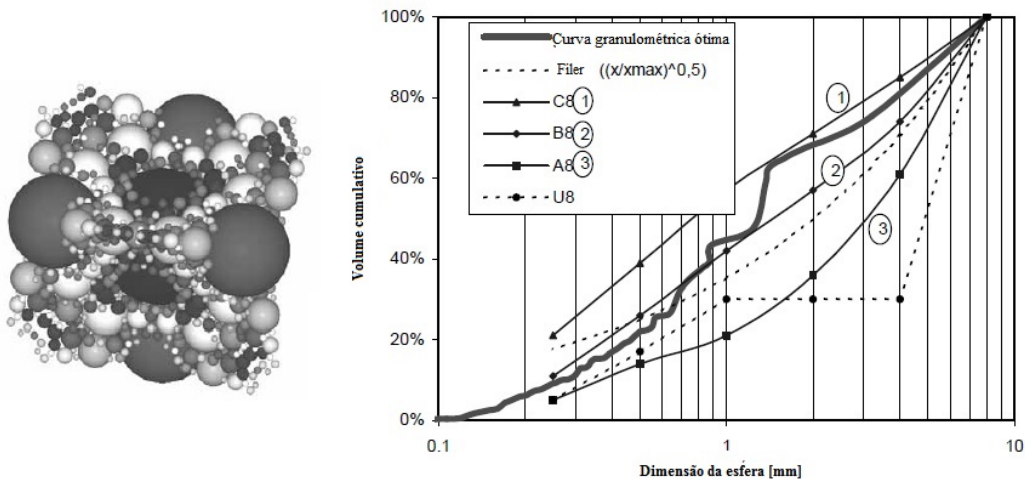 Volume cumulativo
100%
80%
60%
40%
20%
0%
Curva granulométrica ótima
Filer ((x/xmax)^0,5)
C8 1
B8 2
A8 3
U8
1
2
3
0.1 1 10
Dimensão da esfera [mm]